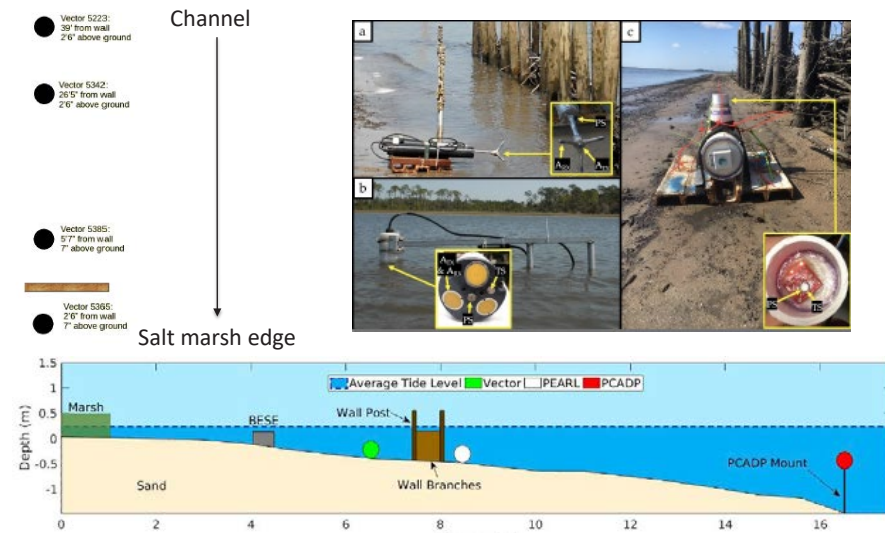 Vector 5223:
39' from wall
2'6" above ground
Channel
Vector 5342:
26'5" from wall
2'6" above ground
Vector 5385:
5'7" from wall
7" above ground
Vector 5365:
2'6" from wall
7" above ground
Salt marsh edge
a
PS
b
TS
PS
c
PS
TS
1.5
1
0.5
0
-0.5
-1
Depth (m)
Average Tide Level
Vector
PEARL
PCADP
Marsh
BESE
Wall Post
Wall Branches
PCADP Mount
Sand
0
2
4
6
8
10
12
14
16